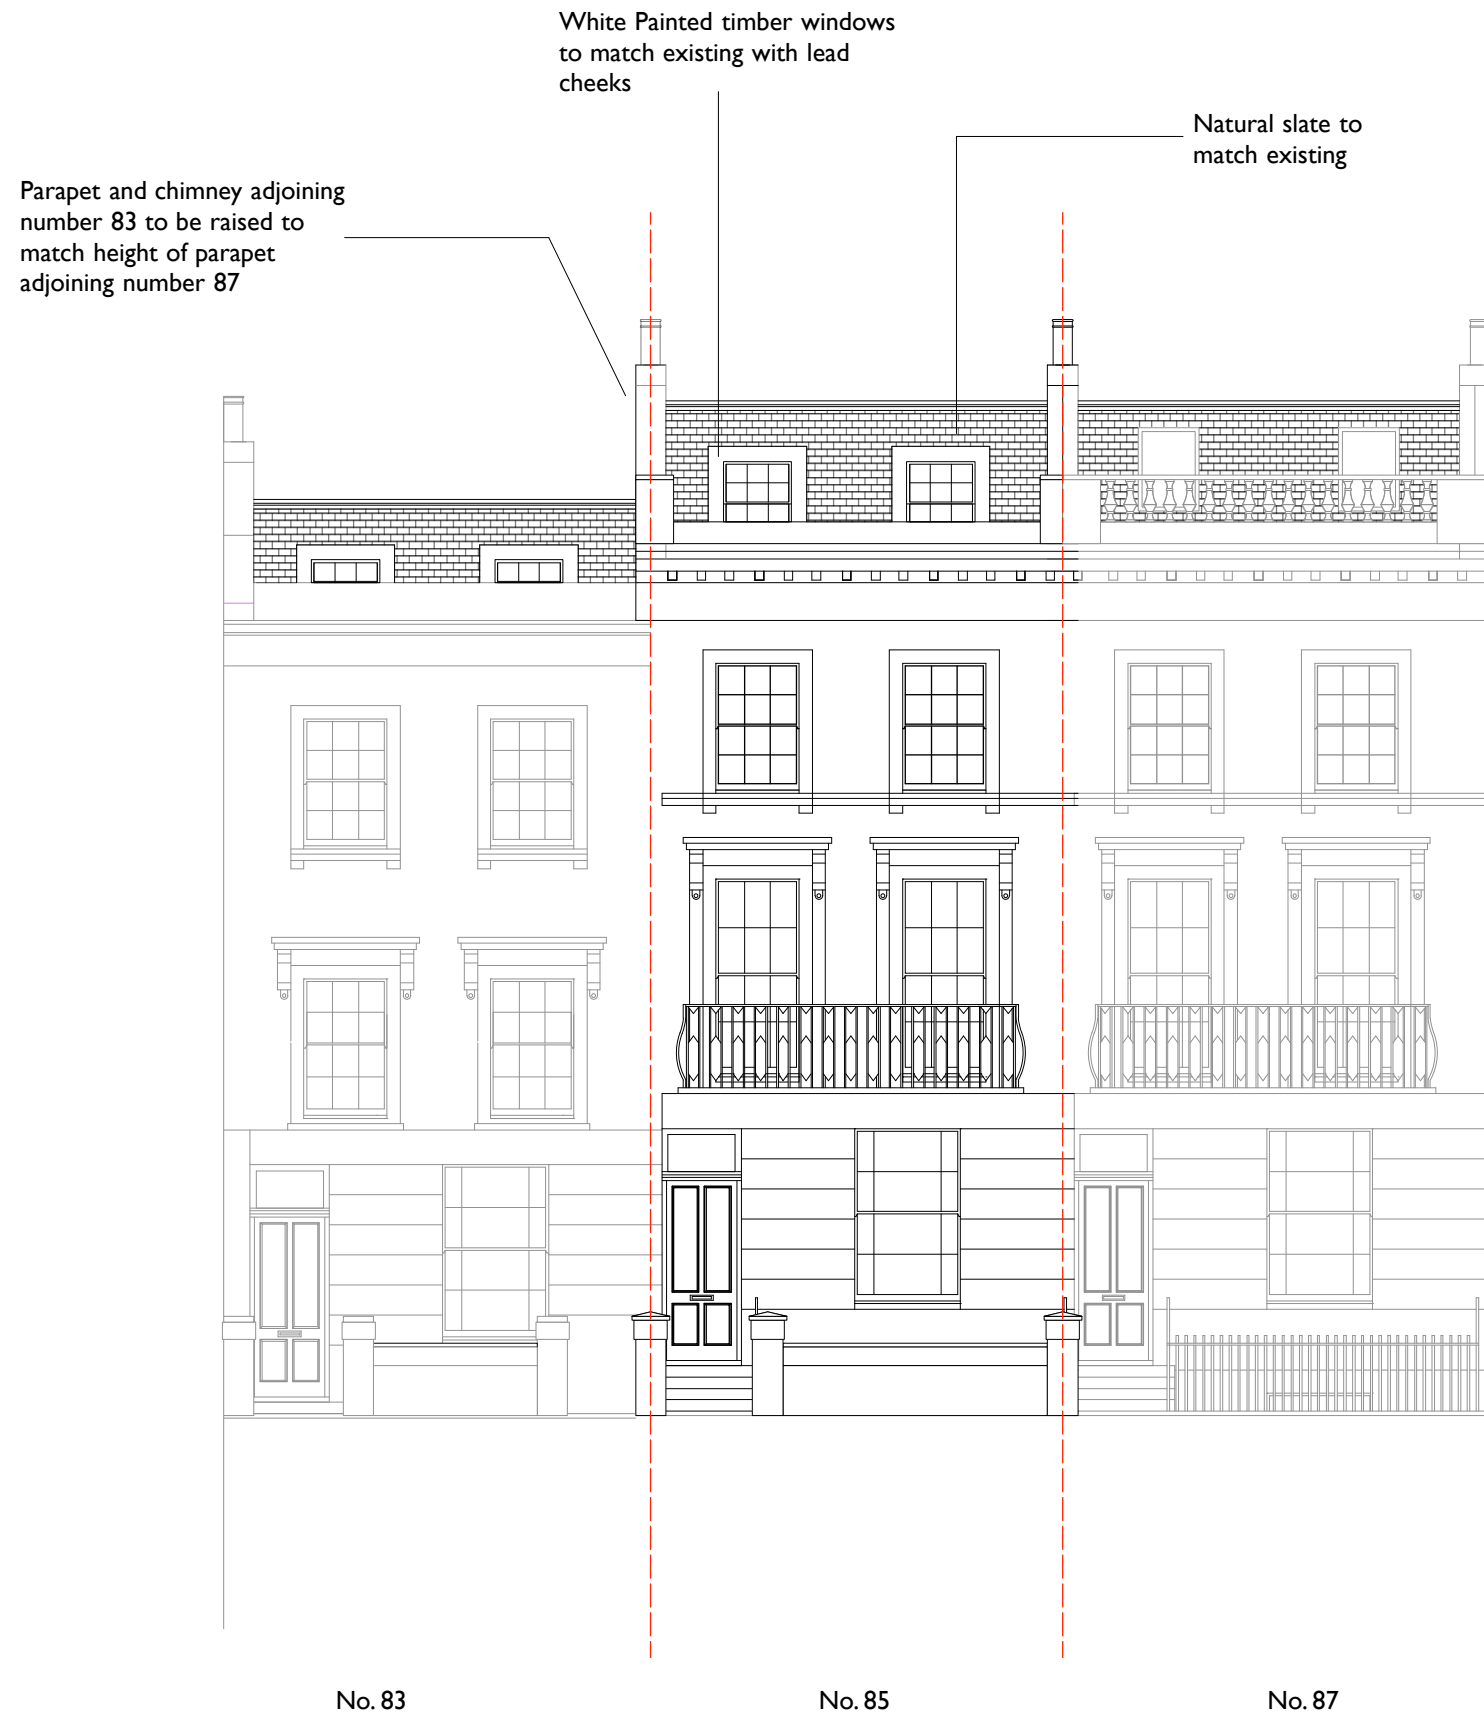 White Painted timber windows
to match existing with lead
cheeks
Natural slate to
match existing
Parapet and chimney adjoining
number 83 to be raised to
match height of parapet
adjoining number 87
No. 83
No. 85
No. 87